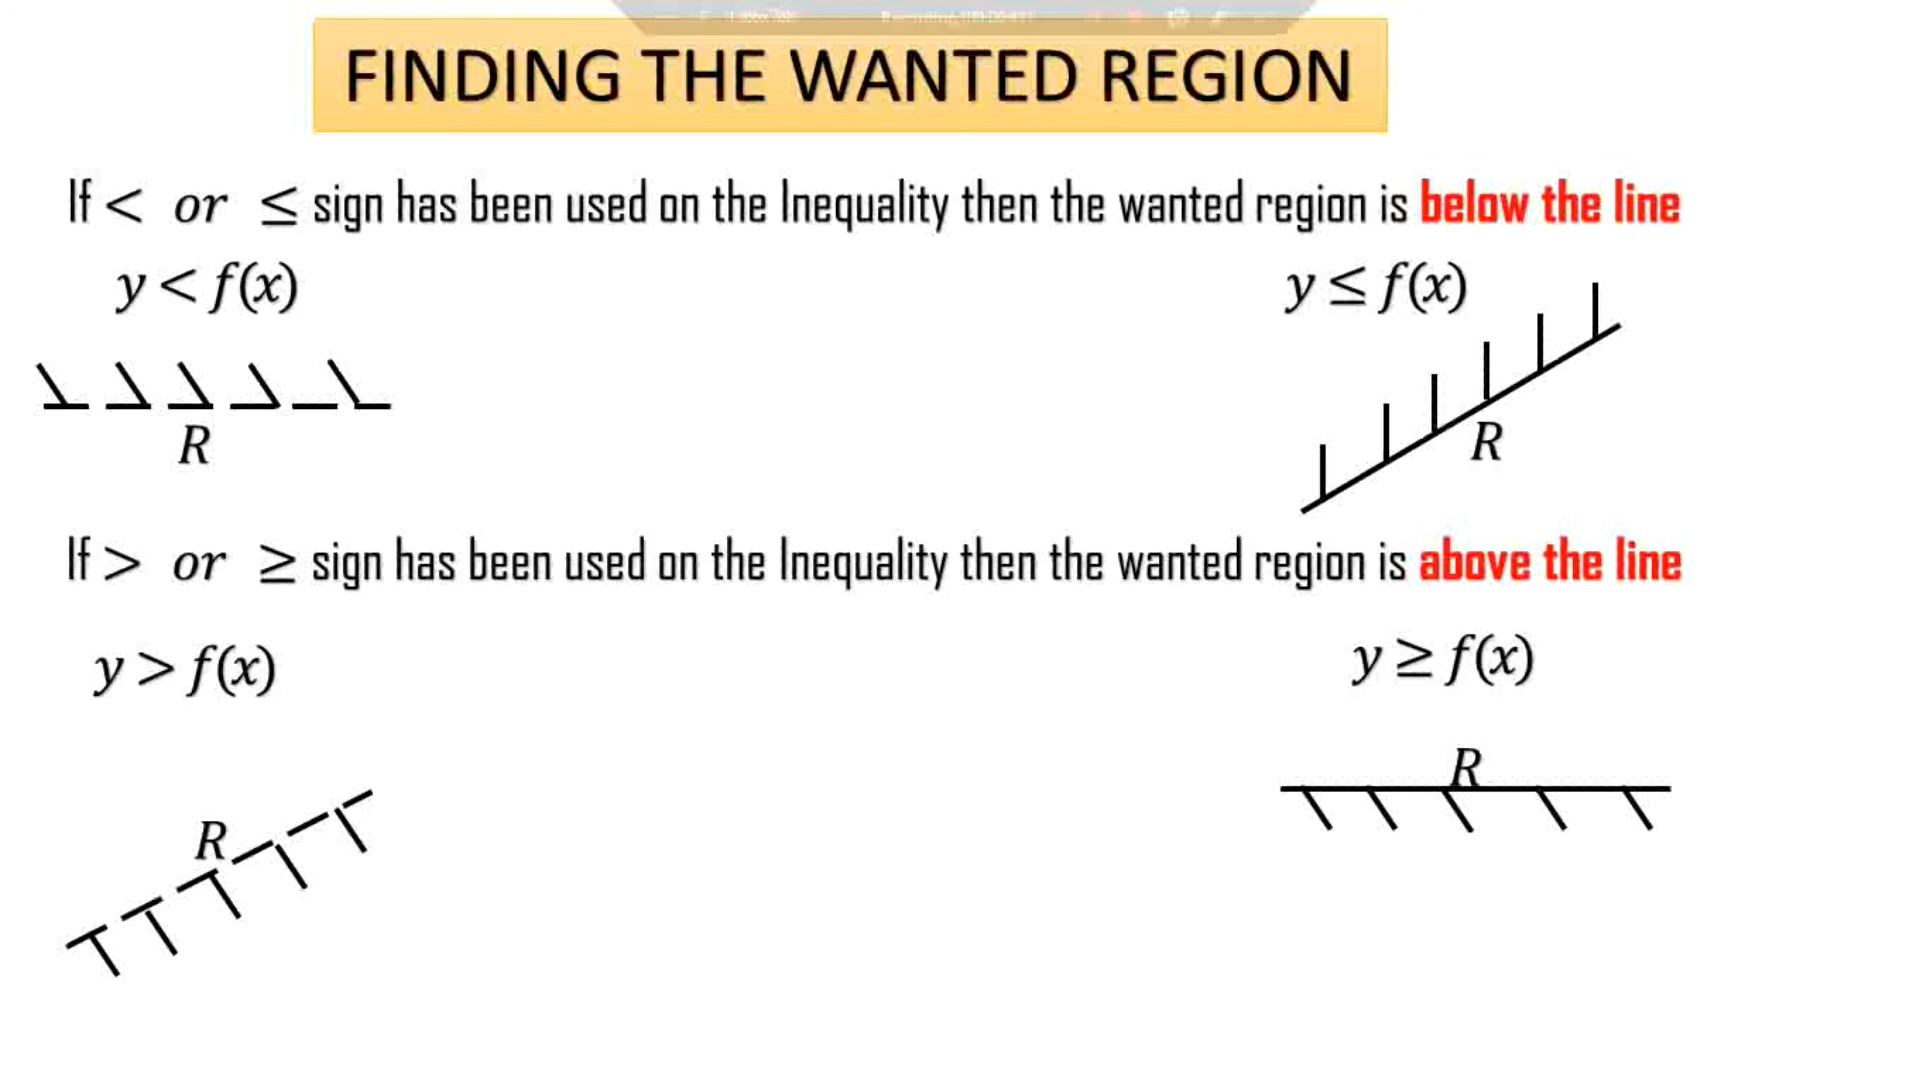 FINDING THE WANTED REGION
If < or ≤ sign has been used on the Inequality then the wanted region is below the line
y < f(x)
y ≤ f(x)
R
R
If > or ≥ sign has been used on the Inequality then the wanted region is above the line
y > f(x)
y ≥ f(x)
R
R